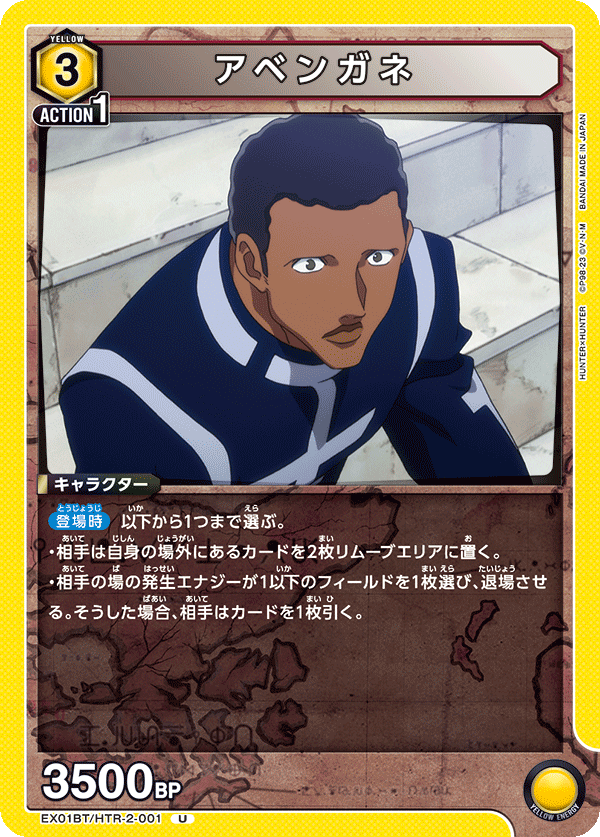 YELLOW
3
アベンガネ
ACTION 1
HUNTER×HUNTER ©P98-23 ©V・N・M BANDAI MADE IN JAPAN
キャラクター
登場時 以下から1つまで選ぶ。
・相手は自身の場外にあるカードを2枚リムーブエリアに置く。
・相手の場の発生エナジーが1以下のフィールドを1枚選び、退場させ
る。そうした場合、相手はカードを1枚引く。
3500BP
YELLOW ENERGY
EX01BT/HTR-2-001 U